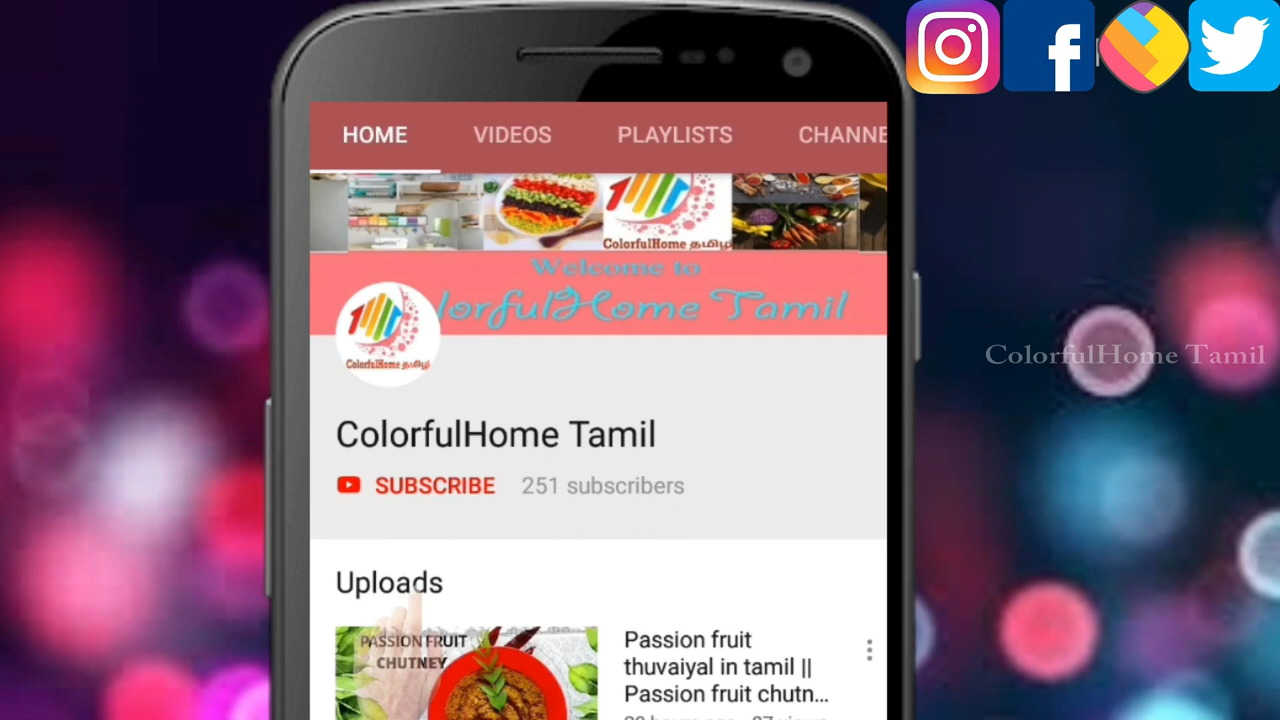 HOME VIDEOS PLAYLISTS CHANNE
ColorfulHome தமிழ்
Welcome to
lorfulHome Tamil
ColorfulHome தமிழ்
ColorfulHome Tamil
ColorfulHome Tamil
SUBSCRIBE 251 subscribers
Uploads
PASSION FRUIT
CHUTNEY
Passion fruit
thuvaiyal in tamil ||
Passion fruit chutn...